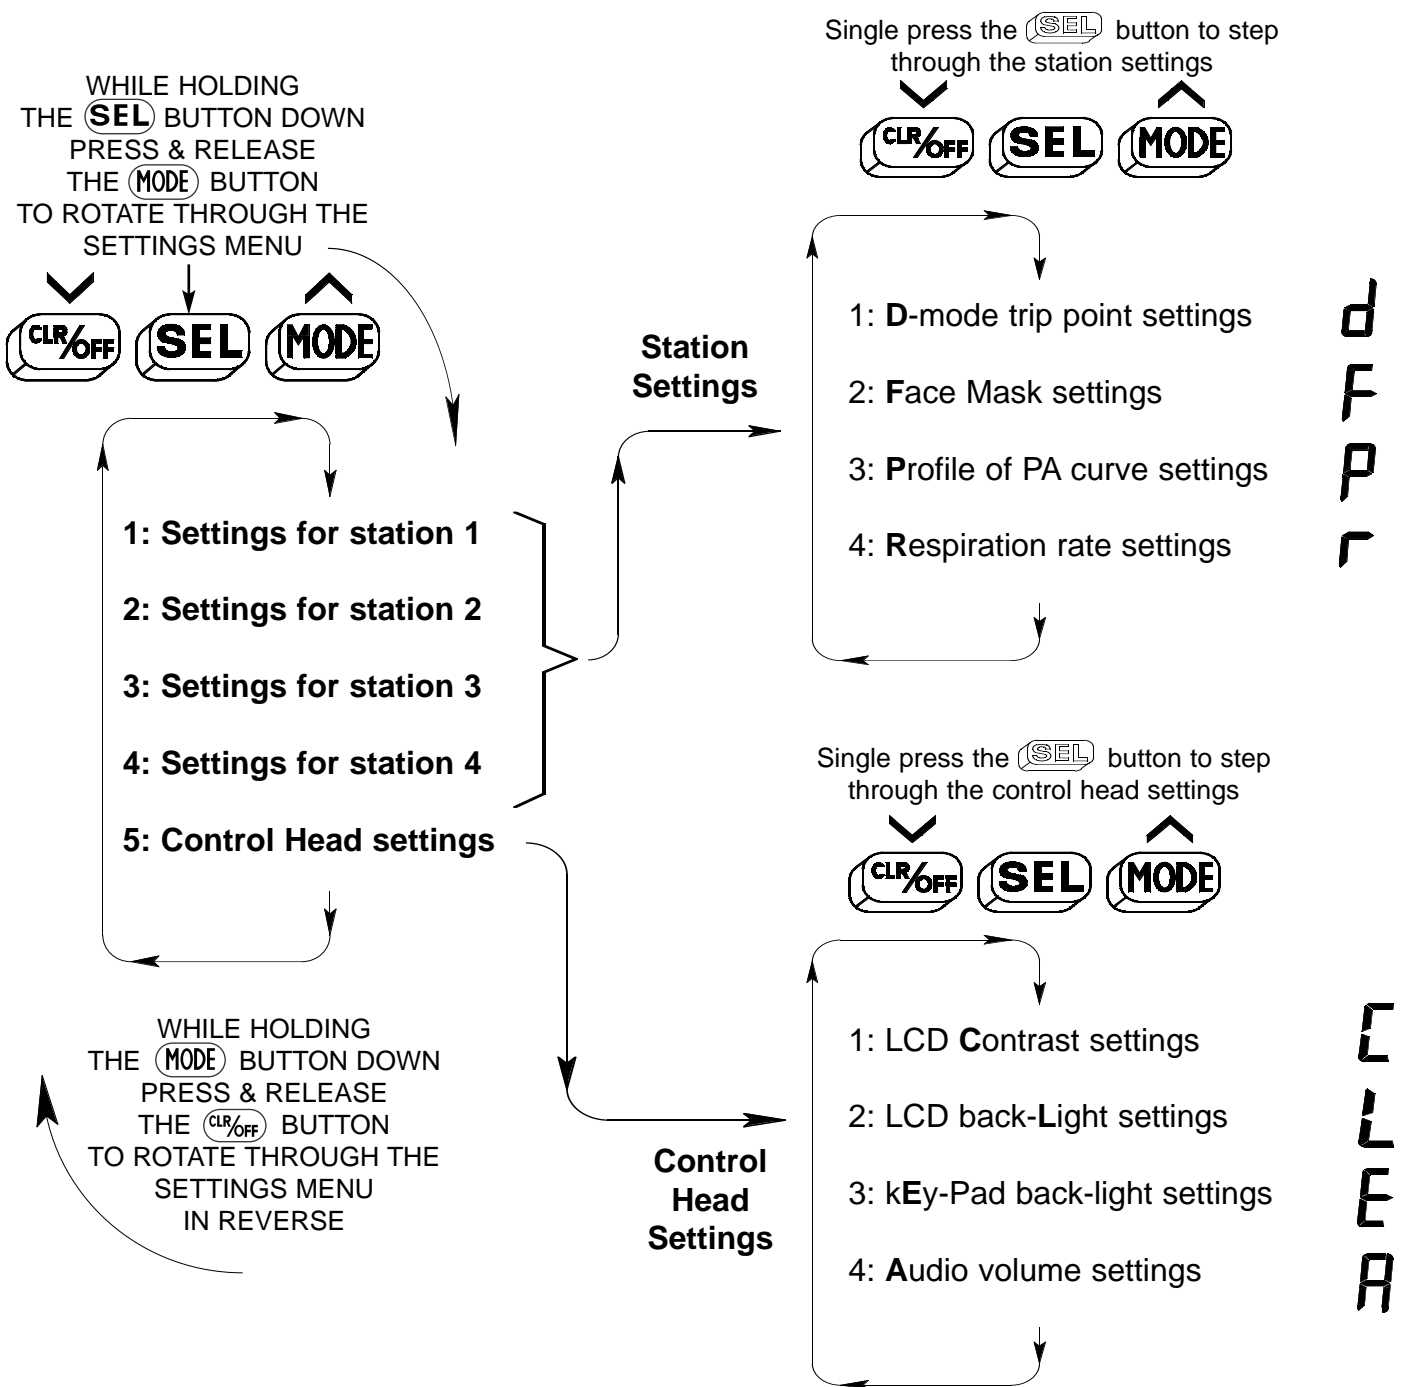 WHILE HOLDING
THE SEL BUTTON DOWN
PRESS & RELEASE
THE MODE BUTTON
TO ROTATE THROUGH THE
SETTINGS MENU
CLR/OFF SEL MODE
1: Settings for station 1
2: Settings for station 2
3: Settings for station 3
4: Settings for station 4
5: Control Head settings
WHILE HOLDING
THE MODE BUTTON DOWN
PRESS & RELEASE
THE CLR/OFF BUTTON
TO ROTATE THROUGH THE
SETTINGS MENU
IN REVERSE
Station
Settings
Single press the SEL button to step
through the station settings
CLR/OFF SEL MODE
1: D-mode trip point settings d
2: Face Mask settings F
3: Profile of PA curve settings P
4: Respiration rate settings r
Control
Head
Settings
Single press the SEL button to step
through the control head settings
CLR/OFF SEL MODE
1: LCD Contrast settings C
2: LCD back-Light settings L
3: kEy-Pad back-light settings E
4: Audio volume settings A